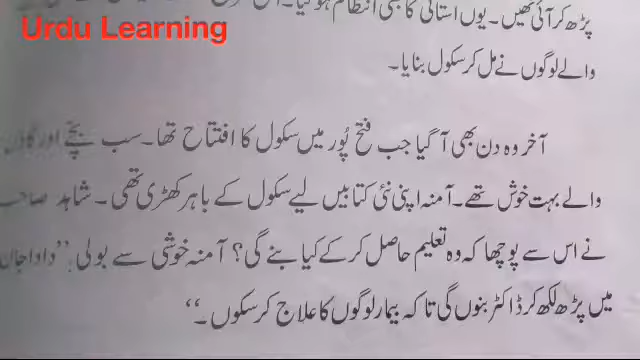 پڑھ کر آئی تھیں۔ یوں استانی کا بھی انتظام ہو گیا۔
Urdu Learning
والے لوگوں نے مل کر سکول بنایا۔
آخر وہ دن بھی آ گیا جب فتح پُور میں سکول کا افتتاح تھا۔ سب بچے اور گاؤں
والے بہت خوش تھے۔ آمنہ اپنی نئی کتابیں لیے سکول کے باہر کھڑی تھی۔ شاہد صاحب
نے اس سے پوچھا کہ وہ تعلیم حاصل کر کے کیا بنے گی؟ آمنہ خوشی سے بولی: ”دادا جان
میں پڑھ لکھ کر ڈاکٹر بنوں گی تاکہ بیمار لوگوں کا علاج کر سکوں۔“